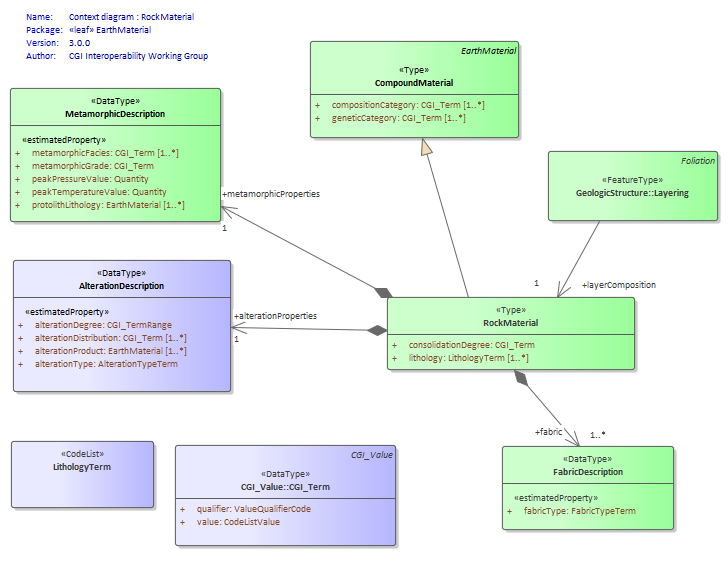 Name: Context diagram : RockMaterial
Package: «leaf» EarthMaterial
Version: 3.0.0
Author: CGI Interoperability Working Group
EarthMaterial
«Type»
CompoundMaterial
+ compositionCategory: CGI_Term [1..*]
+ geneticCategory: CGI_Term [1..*]
«DataType»
MetamorphicDescription
«estimatedProperty»
+ metamorphicFacies: CGI_Term [1..*]
+ metamorphicGrade: CGI_Term
+ peakPressureValue: Quantity
+ peakTemperatureValue: Quantity
+ protolithLithology: EarthMaterial [1..*]
Foliation
«FeatureType»
GeologicStructure::Layering
+metamorphicProperties
1
«DataType»
AlterationDescription
«estimatedProperty»
+ alterationDegree: CGI_TermRange
+ alterationDistribution: CGI_Term [1..*]
+ alterationProduct: EarthMaterial [1..*]
+ alterationType: AlterationTypeTerm
+alterationProperties
1
1
+layerComposition
«Type»
RockMaterial
+ consolidationDegree: CGI_Term
+ lithology: LithologyTerm [1..*]
+fabric
1..*
«CodeList»
LithologyTerm
CGI_Value
«DataType»
CGI_Value::CGI_Term
+ qualifier: ValueQualifierCode
+ value: CodeListValue
«DataType»
FabricDescription
«estimatedProperty»
+ fabricType: FabricTypeTerm